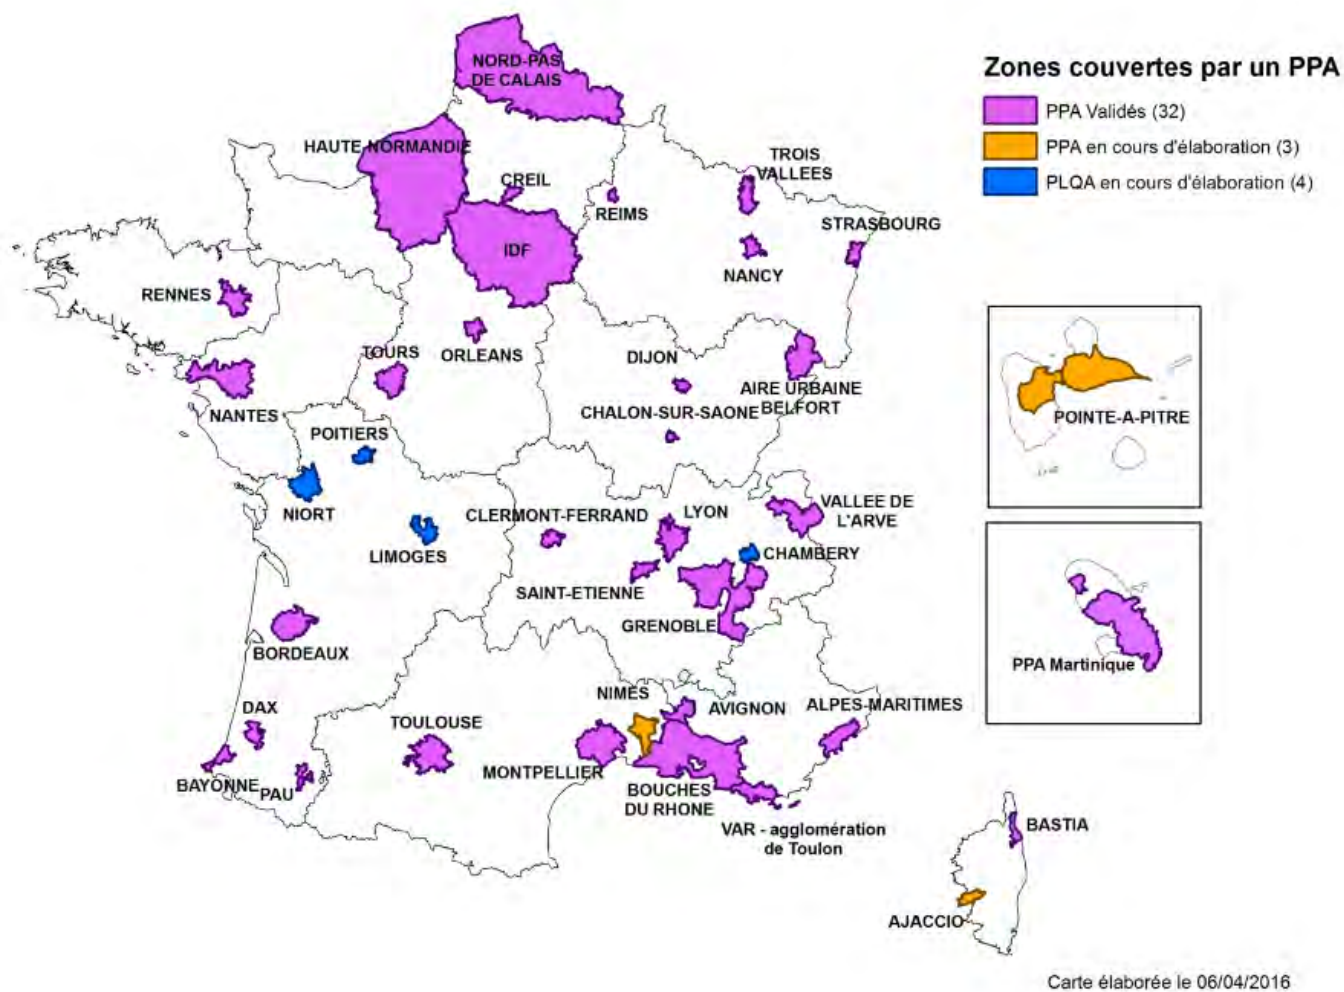 NORD-PAS
DE CALAIS
HAUTE NORMANDIE
CREIL
REIMS
TROIS
VALLEES
STRASBOURG
IDF
NANCY
RENNES
TOURS
ORLEANS
DIJON
AIRE URBAINE
BELFORT
CHALON-SUR-SAONE
NANTES
POITIERS
NIORT
LIMOGES
CLERMONT-FERRAND
LYON
VALLEE DE
L'ARVE
CHAMBERY
SAINT-ETIENNE
GRENOBLE
BORDEAUX
DAX
TOULOUSE
NIMES
AVIGNON
ALPES-MARITIMES
BAYONNE
PAU
MONTPELLIER
BOUCHES
DU RHONE
VAR - agglomération
de Toulon
BASTIA
AJACCIO
Zones couvertes par un PPA
PPA Validés (32)
PPA en cours d'élaboration (3)
PLQA en cours d'élaboration (4)
POINTE-A-PITRE
PPA Martinique
Carte élaborée le 06/04/2016